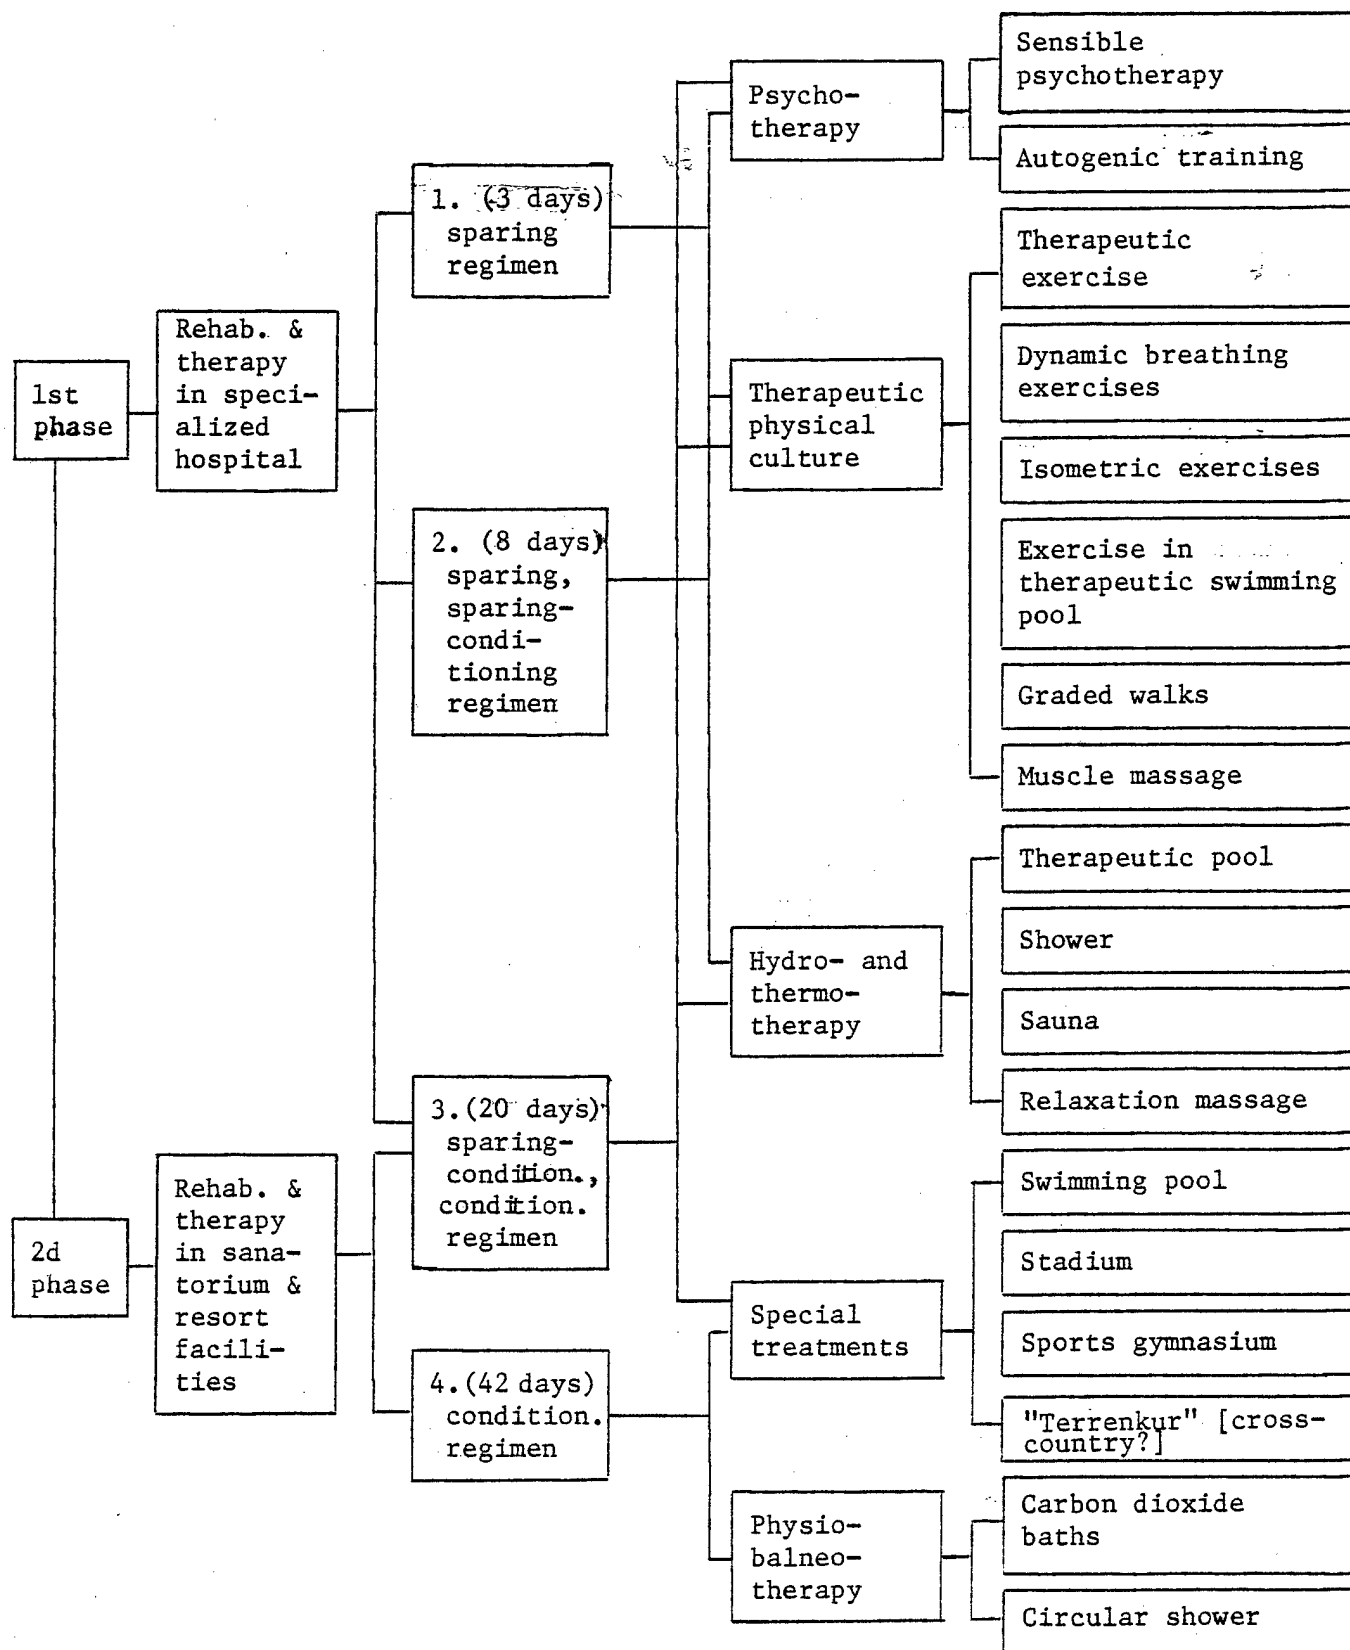 1st
phase
Rehab. &
therapy
in speci-
alized
hospital
2d
phase
Rehab. &
therapy
in sana-
torium &
resort
facili-
ties
1. (3 days)
sparing
regimen
2. (8 days)
sparing,
sparing-
condi-
tioning
regimen
3. (20 days)
sparing-
condition.,
condition.
regimen
4. (42 days)
condition.
regimen
Psycho-
therapy
Therapeutic
physical
culture
Hydro- and
thermo-
therapy
Special
treatments
Physio-
balneo-
therapy
Sensible
psychotherapy
Autogenic training
Therapeutic
exercise
Dynamic breathing
exercises
Isometric exercises
Exercise in
therapeutic swimming
pool
Graded walks
Muscle massage
Therapeutic pool
Shower
Sauna
Relaxation massage
Swimming pool
Stadium
Sports gymnasium
"Terrenkur" [cross-
country?]
Carbon dioxide
baths
Circular shower